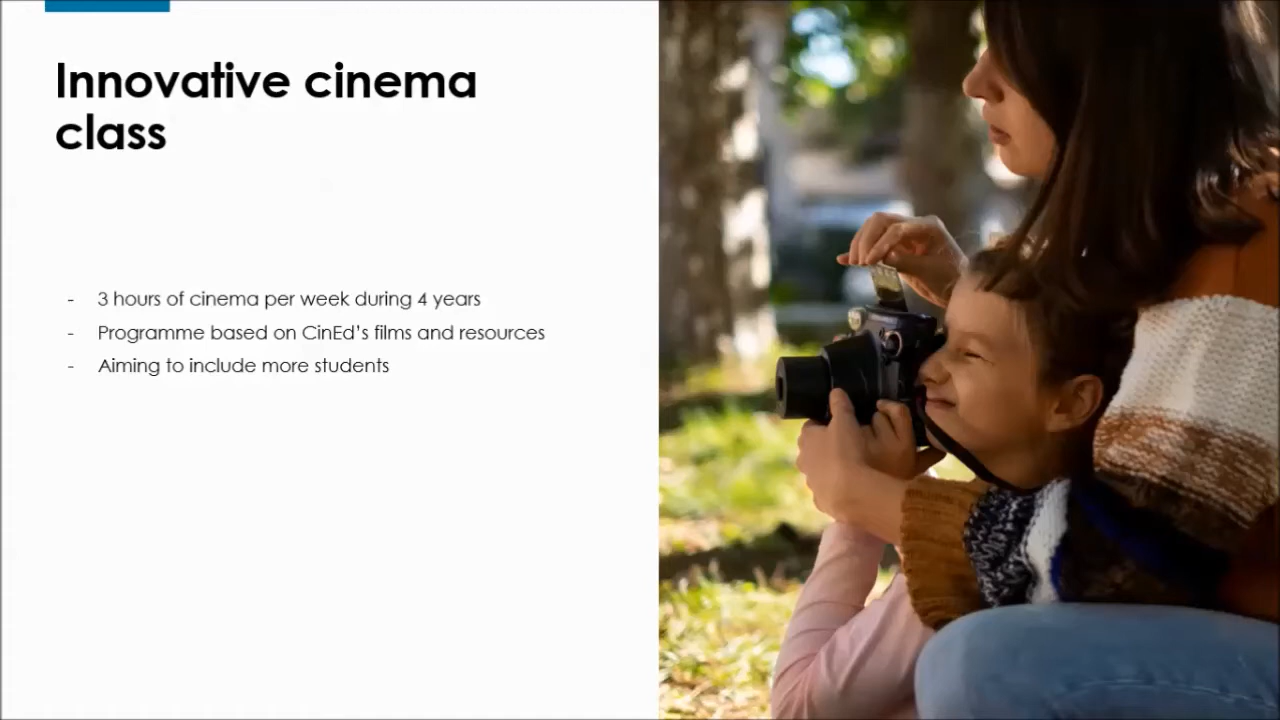 Innovative cinema
class
- 3 hours of cinema per week during 4 years
- Programme based on CinEd’s films and resources
- Aiming to include more students